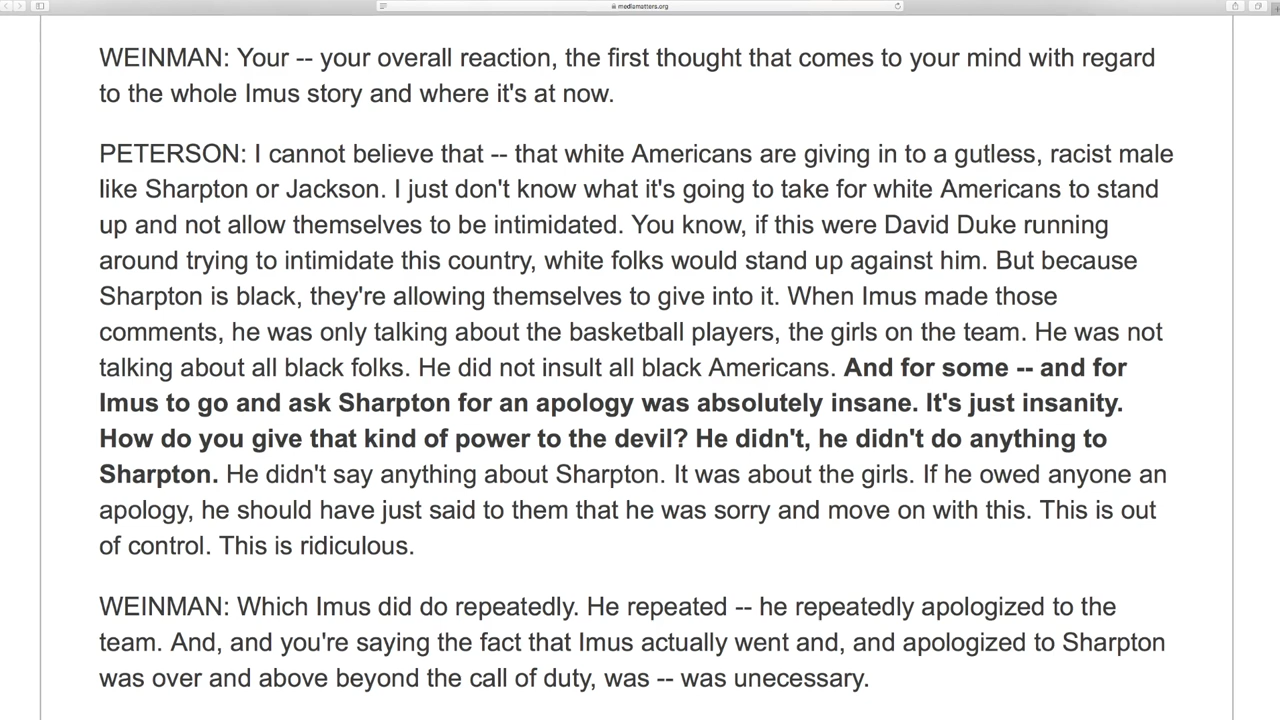 mediamatters.org
WEINMAN: Your -- your overall reaction, the first thought that comes to your mind with regard
to the whole Imus story and where it's at now.
PETERSON: I cannot believe that -- that white Americans are giving in to a gutless, racist male
like Sharpton or Jackson. I just don't know what it's going to take for white Americans to stand
up and not allow themselves to be intimidated. You know, if this were David Duke running
around trying to intimidate this country, white folks would stand up against him. But because
Sharpton is black, they're allowing themselves to give into it. When Imus made those
comments, he was only talking about the basketball players, the girls on the team. He was not
talking about all black folks. He did not insult all black Americans. And for some -- and for
Imus to go and ask Sharpton for an apology was absolutely insane. It's just insanity.
How do you give that kind of power to the devil? He didn't, he didn't do anything to
Sharpton. He didn't say anything about Sharpton. It was about the girls. If he owed anyone an
apology, he should have just said to them that he was sorry and move on with this. This is out
of control. This is ridiculous.
WEINMAN: Which Imus did do repeatedly. He repeated -- he repeatedly apologized to the
team. And, and you're saying the fact that Imus actually went and, and apologized to Sharpton
was over and above beyond the call of duty, was -- was unecessary.